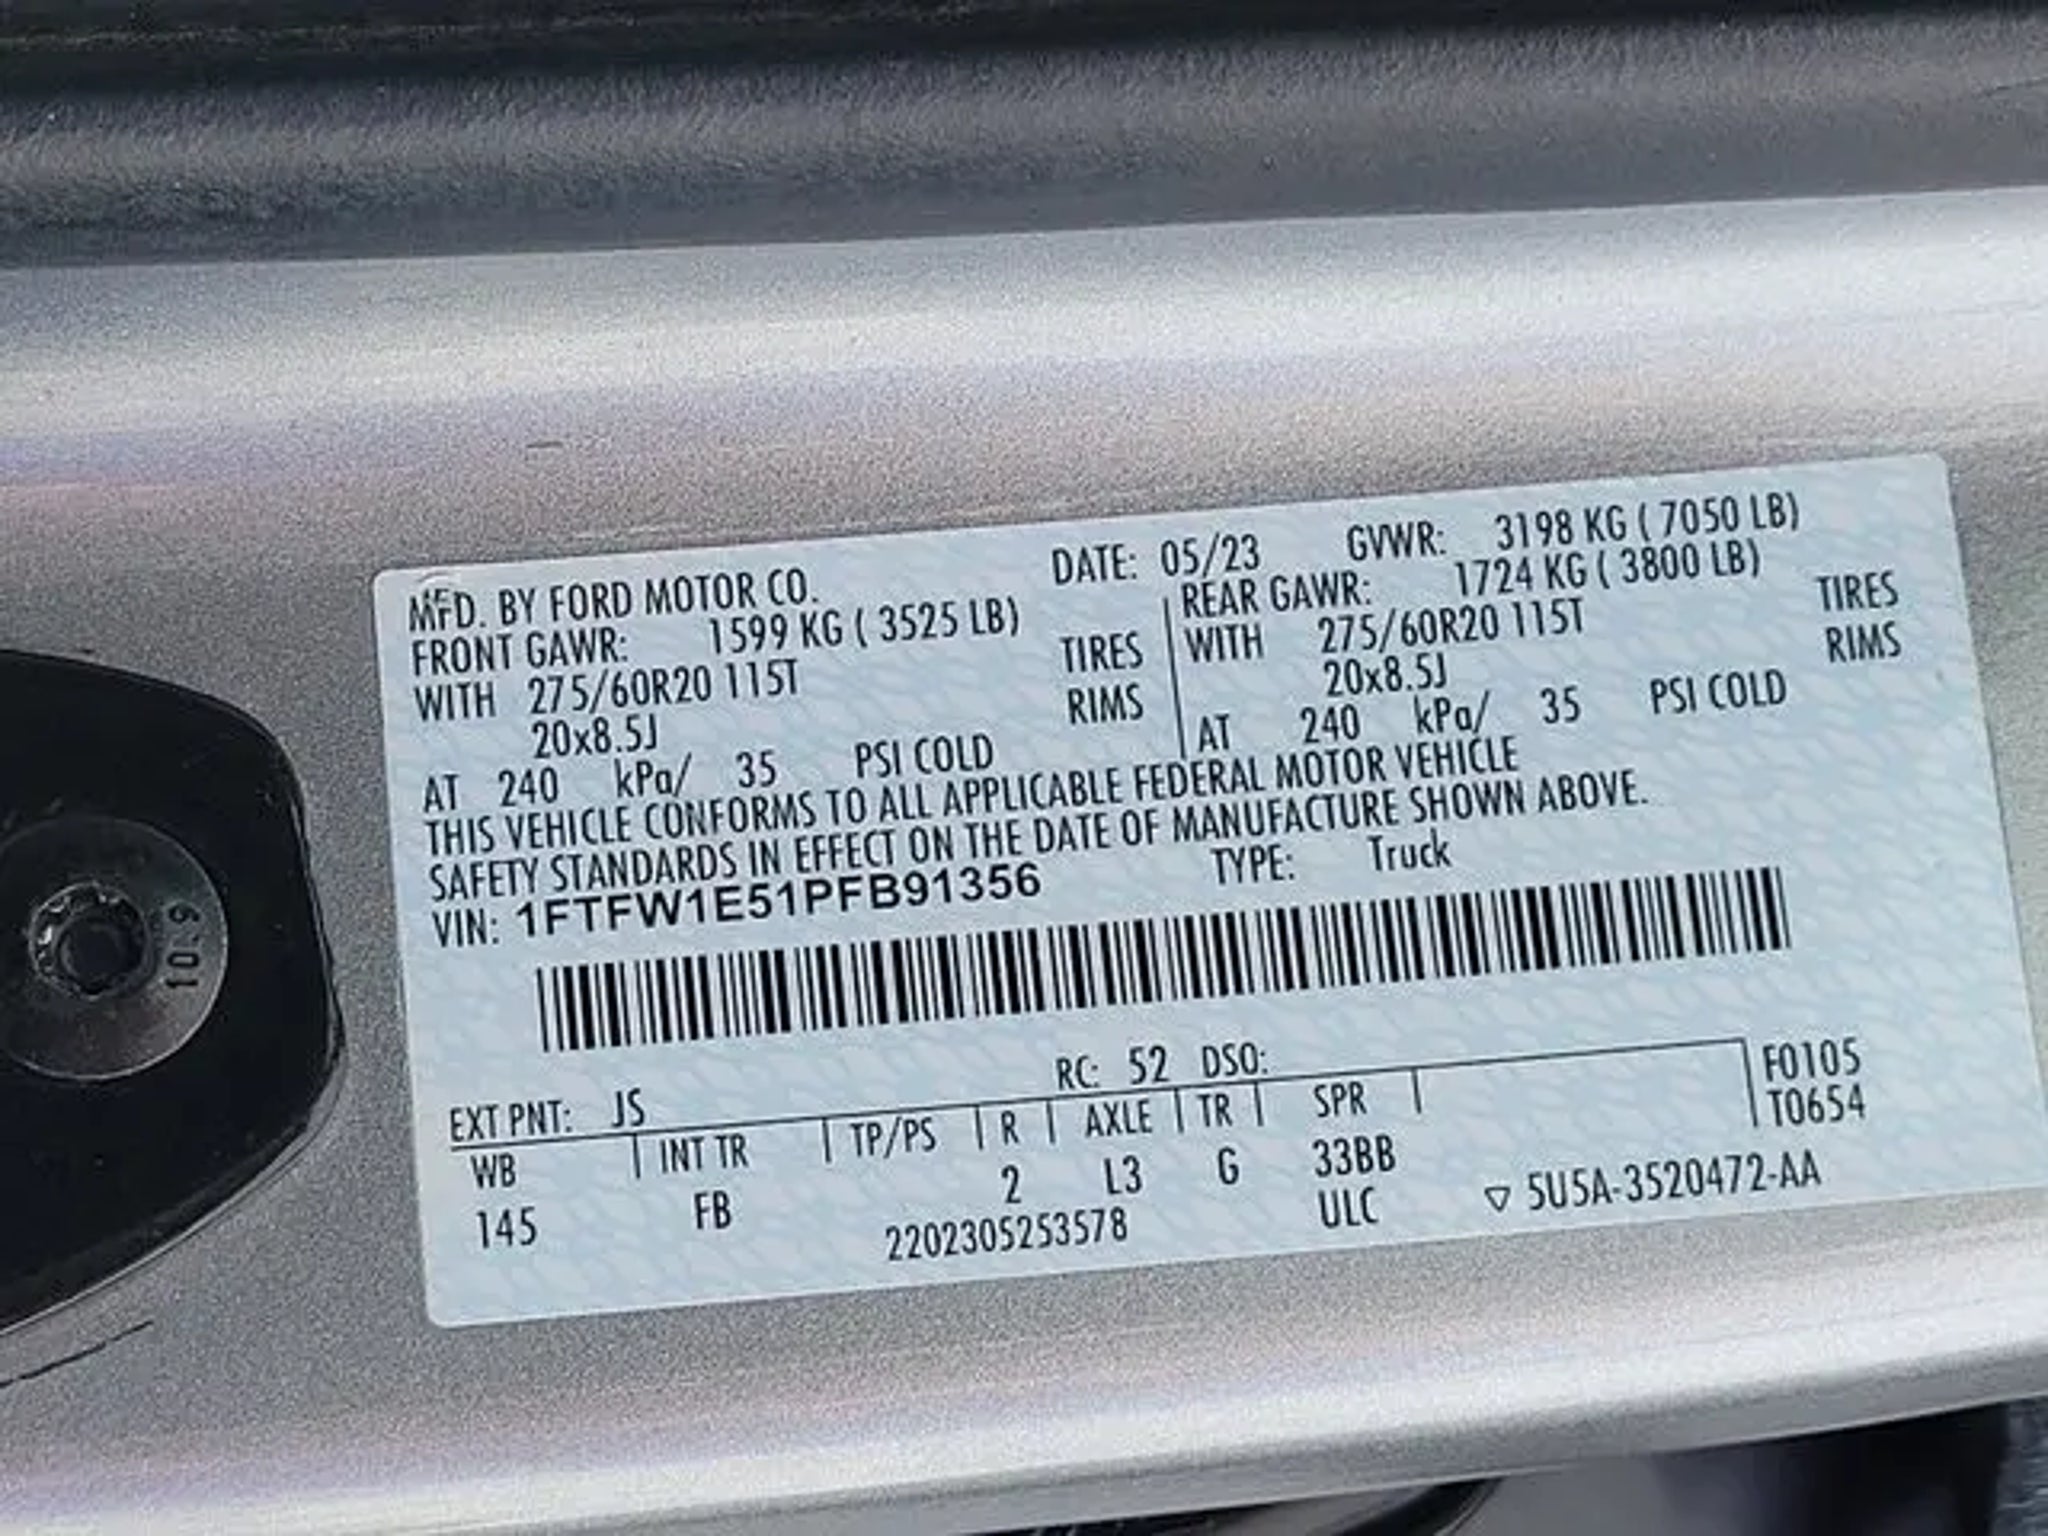 MFD. BY FORD MOTOR CO. DATE: 05/23 GVWR: 3198 KG ( 7050 LB)
FRONT GAWR: 1599 KG ( 3525 LB) REAR GAWR: 1724 KG ( 3800 LB)
WITH 275/60R20 115T TIRES WITH 275/60R20 115T TIRES
20x8.5J RIMS 20x8.5J RIMS
AT 240 kPa/ 35 PSI COLD AT 240 kPa/ 35 PSI COLD
THIS VEHICLE CONFORMS TO ALL APPLICABLE FEDERAL MOTOR VEHICLE
SAFETY STANDARDS IN EFFECT ON THE DATE OF MANUFACTURE SHOWN ABOVE.
VIN: 1FTFW1E51PFB91356 TYPE: Truck
EXT PNT: JS RC: 52 DSO: F0105
WB INT TR TP/PS R AXLE TR SPR T0654
145 FB 2 L3 G 33BB
2202305253578 ULC ▽ 5U5A-3520472-AA
10.9